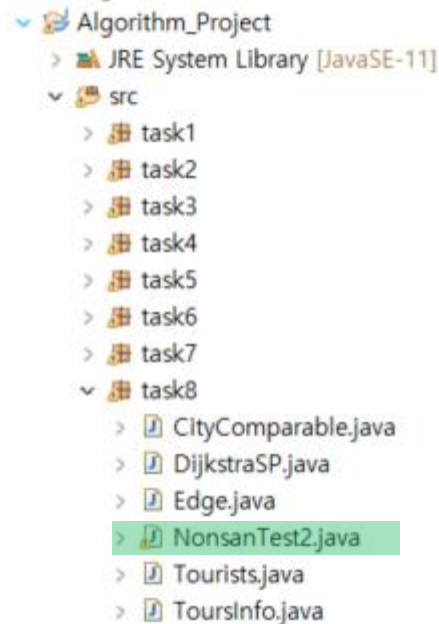 Algorithm_Project
JRE System Library [JavaSE-11]
src
task1
task2
task3
task4
task5
task6
task7
task8
CityComparable.java
DijkstraSP.java
Edge.java
NonsanTest2.java
Tourists.java
ToursInfo.java